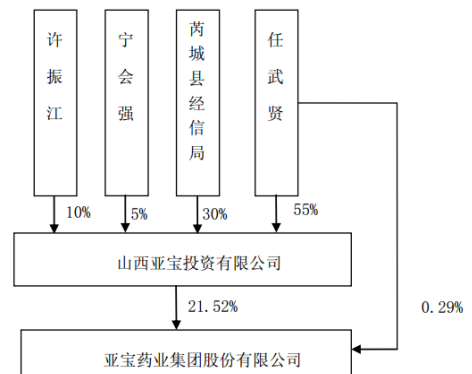 许振江
宁会强
芮城县经信局
任武贤
10%
5%
30%
55%
山西亚宝投资有限公司
21.52%
0.29%
亚宝药业集团股份有限公司